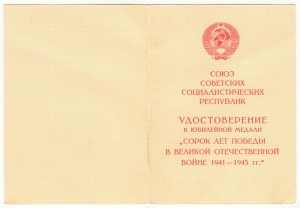 СОЮЗ
СОВЕТСКИХ
СОЦИАЛИСТИЧЕСКИХ
РЕСПУБЛИК
УДОСТОВЕРЕНИЕ
К ЮБИЛЕЙНОЙ МЕДАЛИ
„СОРОК ЛЕТ ПОБЕДЫ
В ВЕЛИКОЙ ОТЕЧЕСТВЕННОЙ
ВОЙНЕ 1941—1945 гг.“